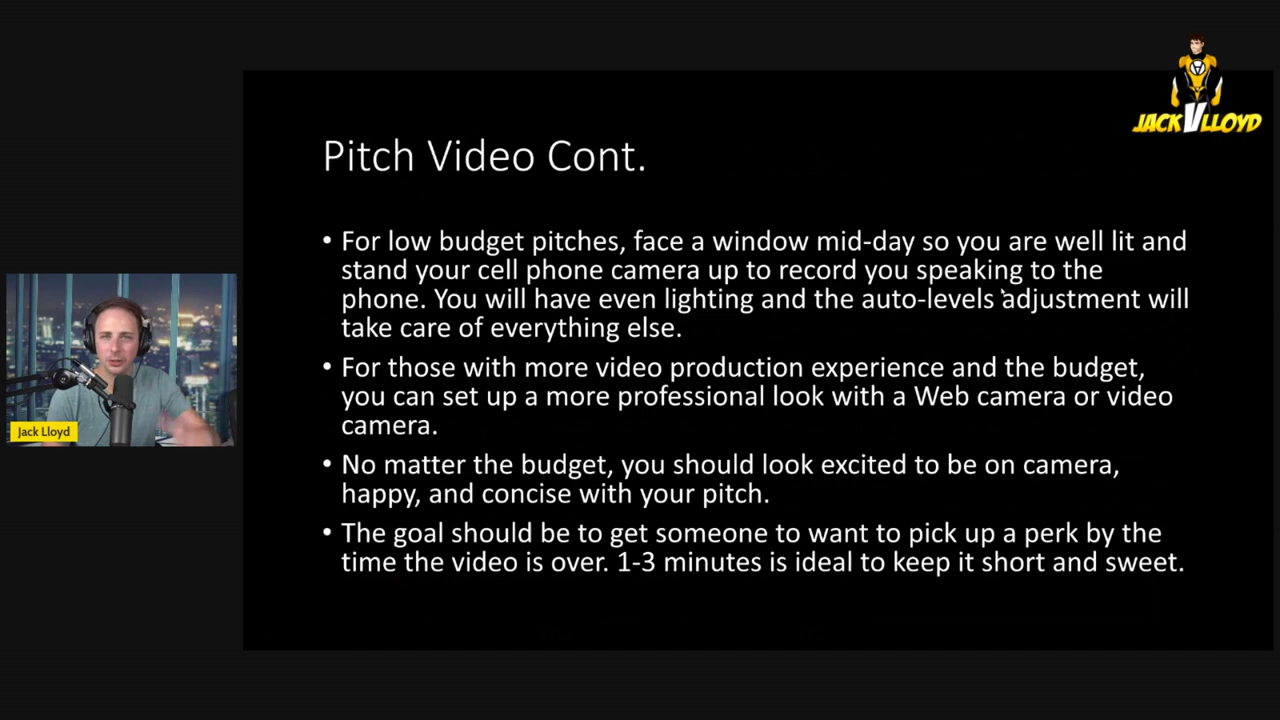 JACK V LLOYD
Pitch Video Cont.
• For low budget pitches, face a window mid-day so you are well lit and
stand your cell phone camera up to record you speaking to the
phone. You will have even lighting and the auto-levels adjustment will
take care of everything else.
• For those with more video production experience and the budget,
you can set up a more professional look with a Web camera or video
camera.
• No matter the budget, you should look excited to be on camera,
happy, and concise with your pitch.
• The goal should be to get someone to want to pick up a perk by the
time the video is over. 1-3 minutes is ideal to keep it short and sweet.
Jack Lloyd